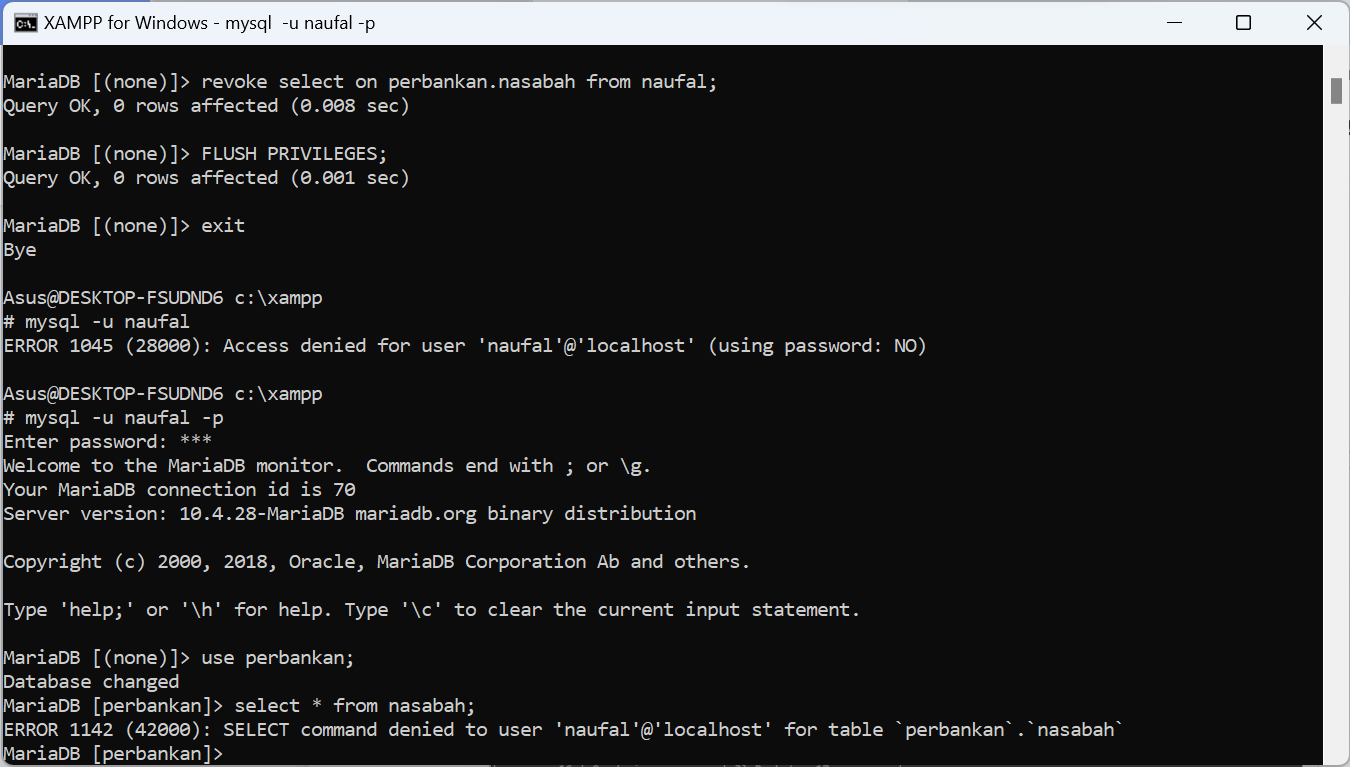 XAMPP for Windows - mysql  -u naufal -p
MariaDB [(none)]> revoke select on perbankan.nasabah from naufal;
Query OK, 0 rows affected (0.008 sec)
MariaDB [(none)]> FLUSH PRIVILEGES;
Query OK, 0 rows affected (0.001 sec)
MariaDB [(none)]> exit
Bye
Asus@DESKTOP-FSUDND6 c:\xampp
# mysql -u naufal
ERROR 1045 (28000): Access denied for user 'naufal'@'localhost' (using password: NO)
Asus@DESKTOP-FSUDND6 c:\xampp
# mysql -u naufal -p
Enter password: ***
Welcome to the MariaDB monitor.  Commands end with ; or \g.
Your MariaDB connection id is 70
Server version: 10.4.28-MariaDB mariadb.org binary distribution
Copyright (c) 2000, 2018, Oracle, MariaDB Corporation Ab and others.
Type 'help;' or '\h' for help. Type '\c' to clear the current input statement.
MariaDB [(none)]> use perbankan;
Database changed
MariaDB [perbankan]> select * from nasabah;
ERROR 1142 (42000): SELECT command denied to user 'naufal'@'localhost' for table `perbankan`.`nasabah`
MariaDB [perbankan]>